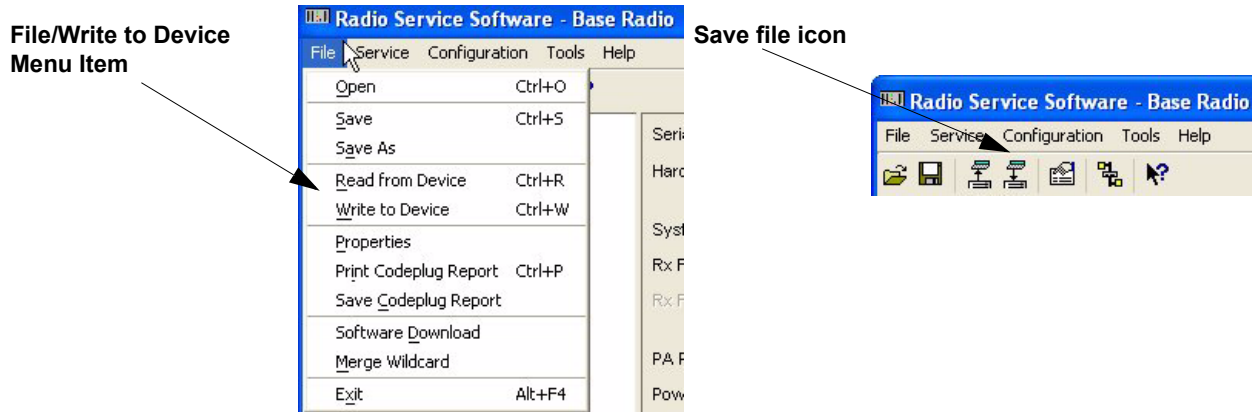 File/Write to Device
Menu Item
Radio Service Software - Base Radio
File Service Configuration Tools Help
Open Ctrl+O
Save Ctrl+S
Save As
Read from Device Ctrl+R
Write to Device Ctrl+W
Properties
Print Codeplug Report Ctrl+P
Save Codeplug Report
Software Download
Merge Wildcard
Exit Alt+F4
Seri
Hard
Syst
Rx F
Rx F
PA F
Pow
Save file icon
Radio Service Software - Base Radio
File Service Configuration Tools Help